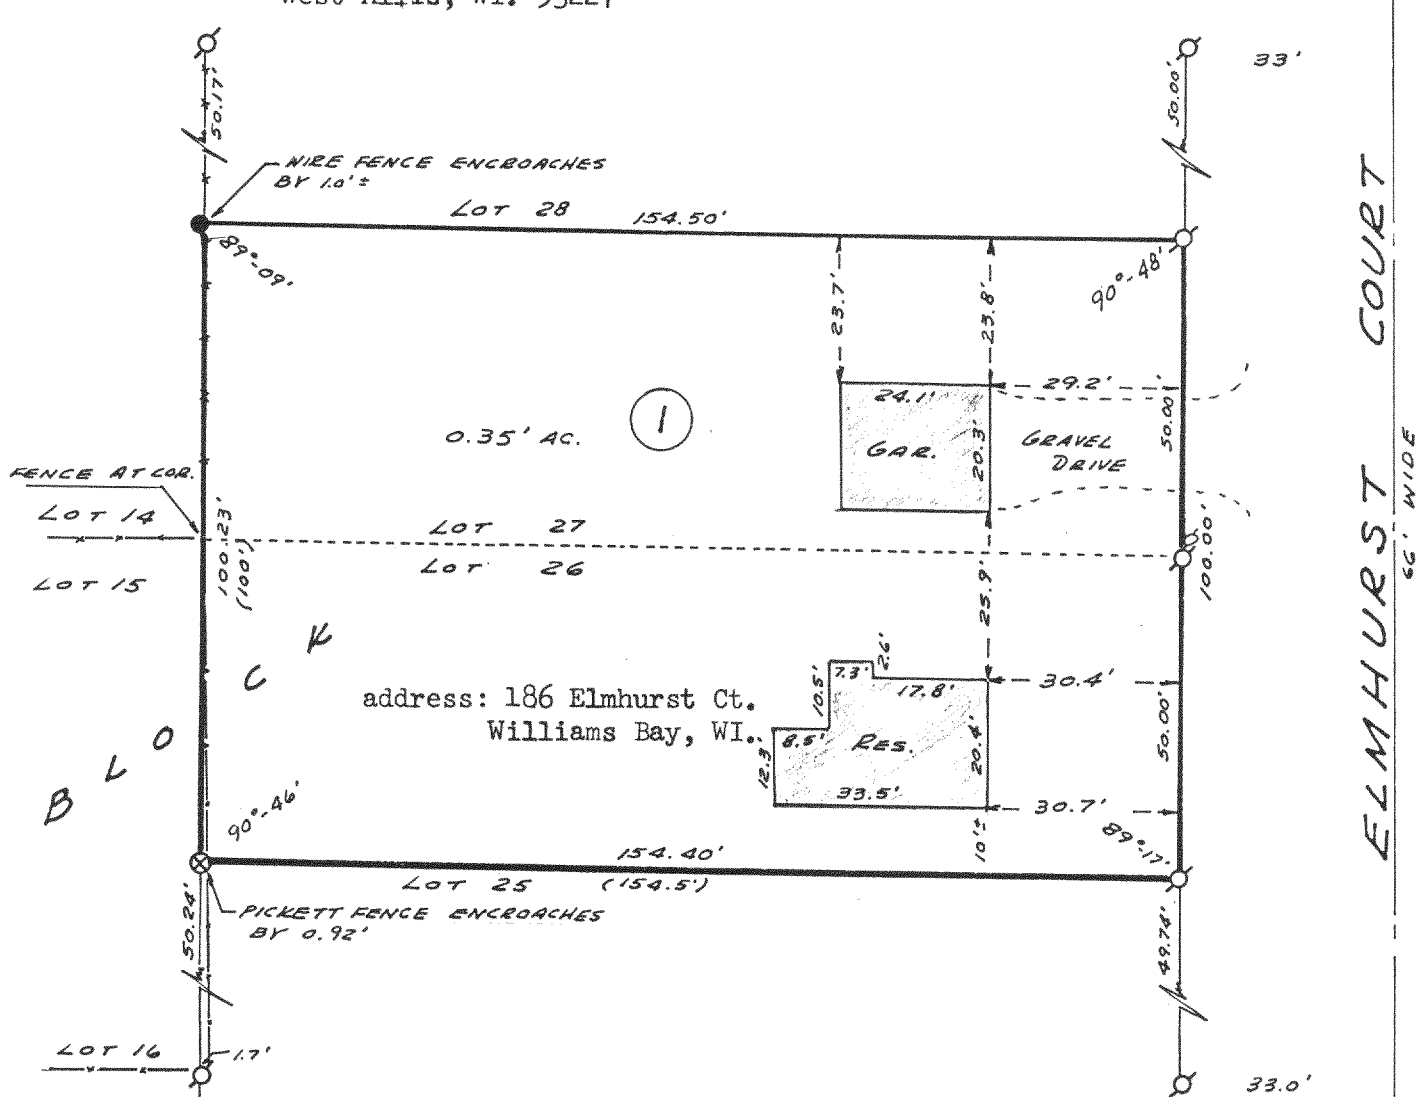 50.17'
50.00'
33'
WIRE FENCE ENCROACHES
BY 1.0'±
LOT 28
154.50'
89°-09'
90°-48'
23.7'
23.8'
29.2'
24.1'
50.00'
1
0.35' AC.
GAR.
20.3'
GRAVEL
DRIVE
COURT
ELMHURST
66' WIDE
FENCE AT COR.
LOT 14
100.23'
(100')
LOT 27
LOT 26
LOT 15
100.00'
25.9'
BLOCK
2.6'
7.3'
10.5'
17.8'
30.4'
address: 186 Elmhurst Ct.
Williams Bay, WI.
8.5'
RES.
20.4'
50.00'
12.3'
33.5'
30.7'
90°-46'
10'±
89°-17'
154.40'
LOT 25 (154.5')
PICKETT FENCE ENCROACHES
BY 0.92'
50.24'
49.74'
LOT 16
1.7'
33.0'